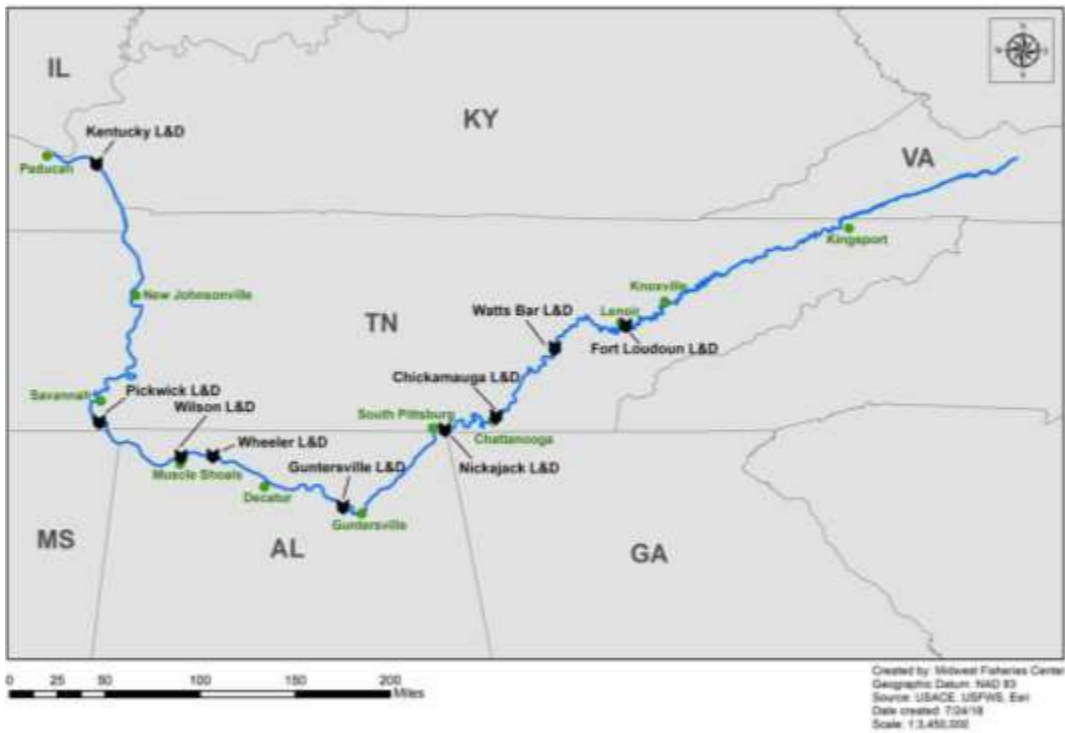 IL
KY
VA
Kentucky L&D
Paducah
Kingsport
New Johnsonville
Knoxville
Watts Bar L&D
Lenoir
TN
Fort Loudoun L&D
Chickamauga L&D
Savannah
Pickwick L&D
Wilson L&D
South Pittsburg
Chattanooga
Wheeler L&D
Guntersville L&D
Nickajack L&D
Muscle Shoals
Decatur
Guntersville
MS
AL
GA
0 25 50 100 150 200
Miles
Created by: Midwest Fisheries Center
Geographic Datum: NAD 83
Source: USACE, USFWS, Esri
Date created: 7/24/18
Scale: 1:3,450,000